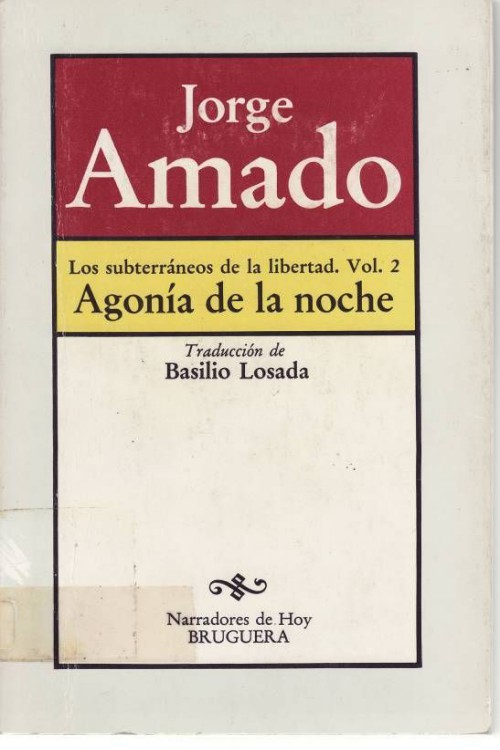 Jorge
Amado
Los subterráneos de la libertad. Vol. 2
Agonía de la noche
Traducción de
Basilio Losada
Narradores de Hoy
BRUGUERA